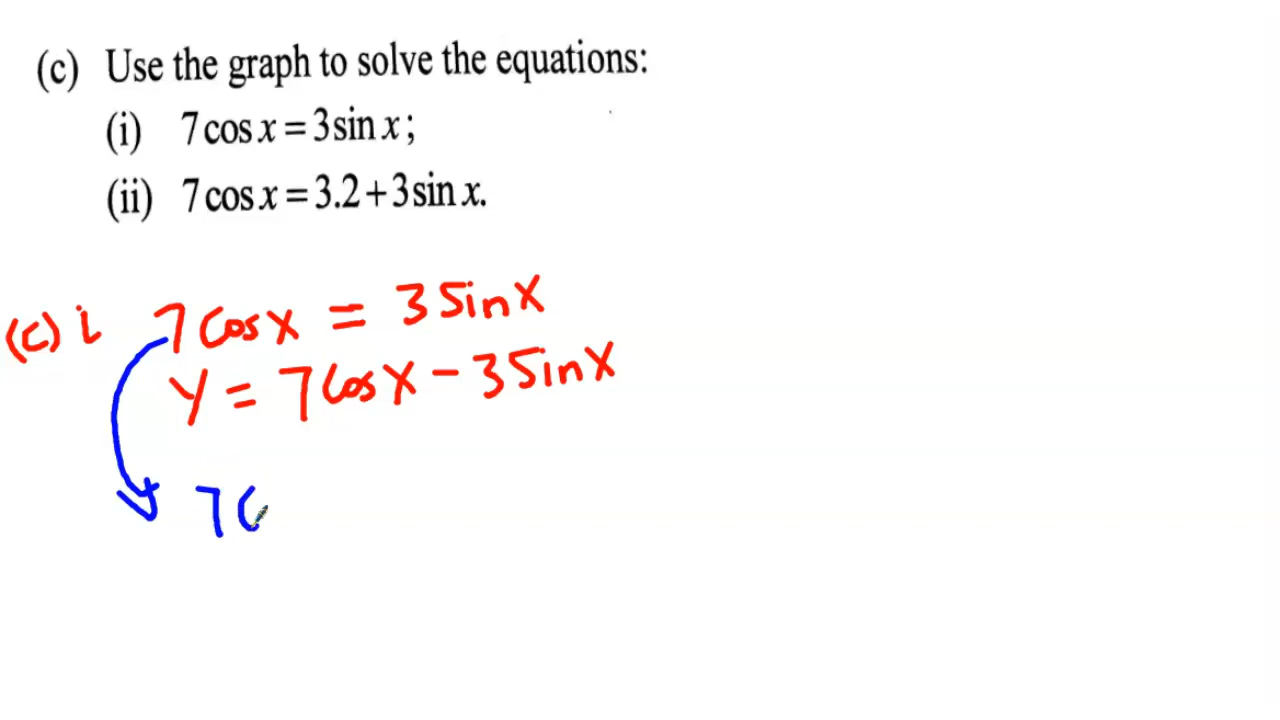 (c) Use the graph to solve the equations:
(i) 7 cos x = 3 sin x ;
(ii) 7 cos x = 3.2 + 3 sin x.
(c) i 7 cos x = 3 sin x
y = 7 cos x - 3 sin x
7 C